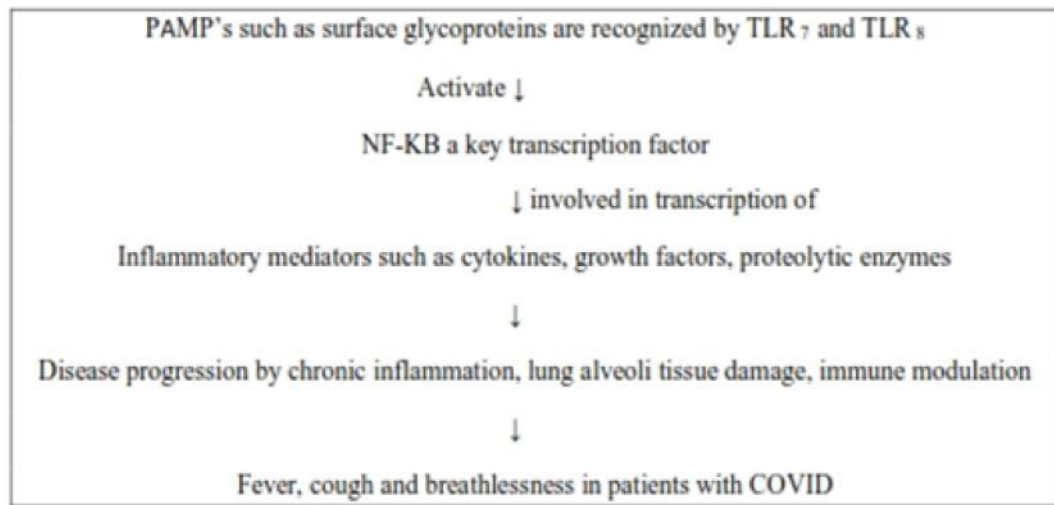 PAMP’s such as surface glycoproteins are recognized by TLR 7 and TLR 8
Activate ↓
NF-KB a key transcription factor
↓ involved in transcription of
Inflammatory mediators such as cytokines, growth factors, proteolytic enzymes
↓
Disease progression by chronic inflammation, lung alveoli tissue damage, immune modulation
↓
Fever, cough and breathlessness in patients with COVID